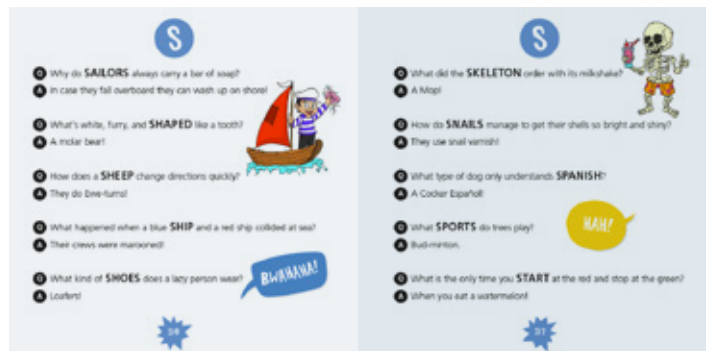 S
Q Why do SAILORS always carry a bar of soap?
A In case they fall overboard they can wash up on shore!
Q What's white, furry, and SHAPED like a tooth?
A A molar bear!
Q How does a SHEEP change directions quickly?
A They do Ewe-turns!
Q What happened when a blue SHIP and a red ship collided at sea?
A Their crews were marooned!
Q What kind of SHOES does a lazy person wear?
A Loafers!
BWAHAHA!
S
Q What did the SKELETON order with its milkshake?
A A Mop!
Q How do SNAILS manage to get their shells so bright and shiny?
A They use snail varnish!
Q What type of dog only understands SPANISH?
A A Cocker Español!
Q What SPORTS do trees play?
A Bud-minton.
HAH!
Q What is the only time you START at the red and stop at the green?
A When you eat a watermelon!
37